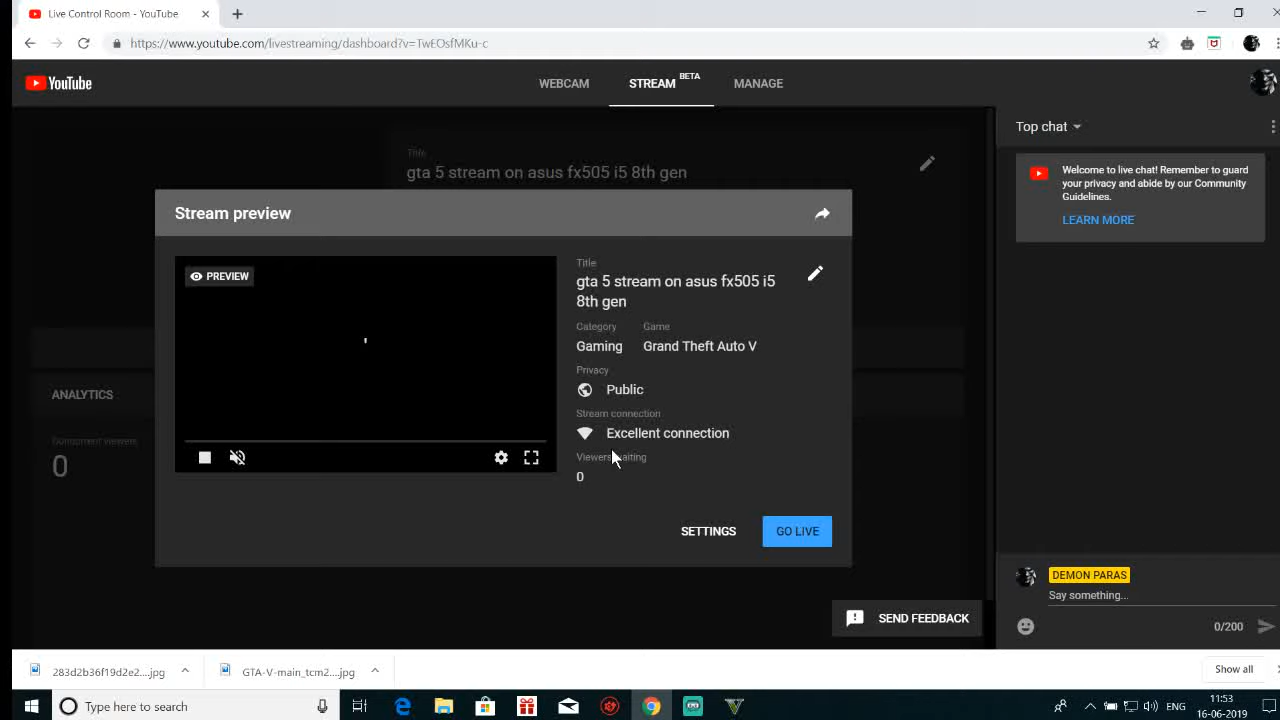 Live Control Room - YouTube
https://www.youtube.com/livestreaming/dashboard?v=TwEOsfMKu-c
YouTube
WEBCAM
STREAM BETA
MANAGE
Top chat
Title
gta 5 stream on asus fx505 i5 8th gen
Welcome to live chat! Remember to guard
your privacy and abide by our Community
Guidelines.
LEARN MORE
Stream preview
PREVIEW
Title
gta 5 stream on asus fx505 i5
8th gen
Category Game
Gaming Grand Theft Auto V
Privacy
Public
Stream connection
Excellent connection
Viewers waiting
0
SETTINGS
GO LIVE
ANALYTICS
Concurrent viewers
0
DEMON PARAS
Say something...
0/200
SEND FEEDBACK
283d2b36f19d2e2....jpg
GTA-V-main_tcm2....jpg
Show all
Type here to search
ENG
11:53
16-06-2019